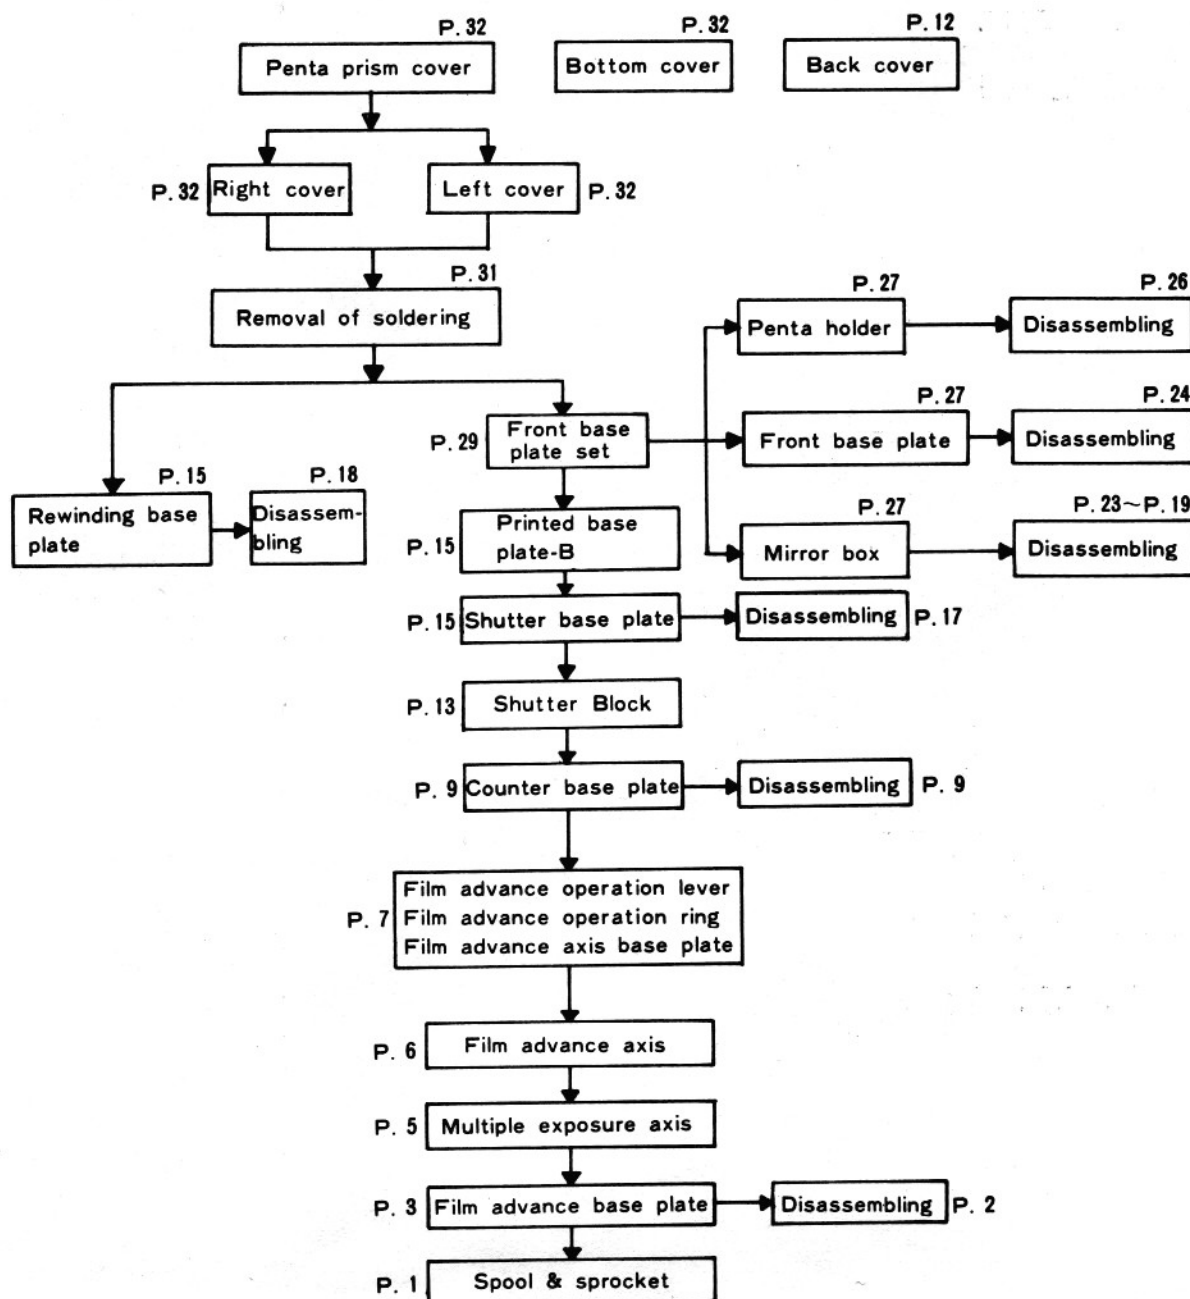 P. 32
P. 32
P. 12
Penta prism cover
Bottom cover
Back cover
P. 32
Right cover
Left cover
P. 32
P. 31
Removal of soldering
P. 27
P. 26
Penta holder
Disassembling
P. 29
Front base
plate set
P. 27
P. 24
Front base plate
Disassembling
P. 15
P. 18
Rewinding base
plate
Disassem-
bling
P. 15
Printed base
plate-B
P. 27
P. 23~P. 19
Mirror box
Disassembling
P. 15
Shutter base plate
Disassembling
P. 17
P. 13
Shutter Block
P. 9
Counter base plate
Disassembling
P. 9
P. 7
Film advance operation lever
Film advance operation ring
Film advance axis base plate
P. 6
Film advance axis
P. 5
Multiple exposure axis
P. 3
Film advance base plate
Disassembling
P. 2
P. 1
Spool & sprocket